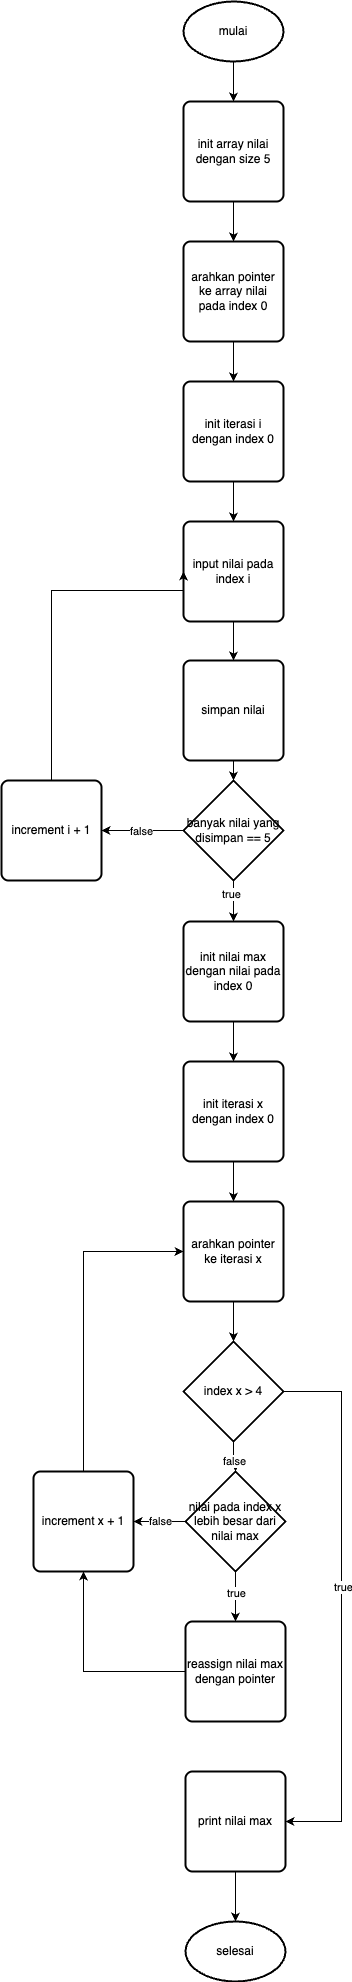 mulai
init array nilai
dengan size 5
arahkan pointer
ke array nilai
pada index 0
init iterasi i
dengan index 0
input nilai pada
index i
simpan nilai
banyak nilai yang
disimpan == 5
false
increment i + 1
true
init nilai max
dengan nilai pada
index 0
init iterasi x
dengan index 0
arahkan pointer
ke iterasi x
index x > 4
false
nilai pada index x
lebih besar dari
nilai max
false
increment x + 1
true
true
reassign nilai max
dengan pointer
print nilai max
selesai